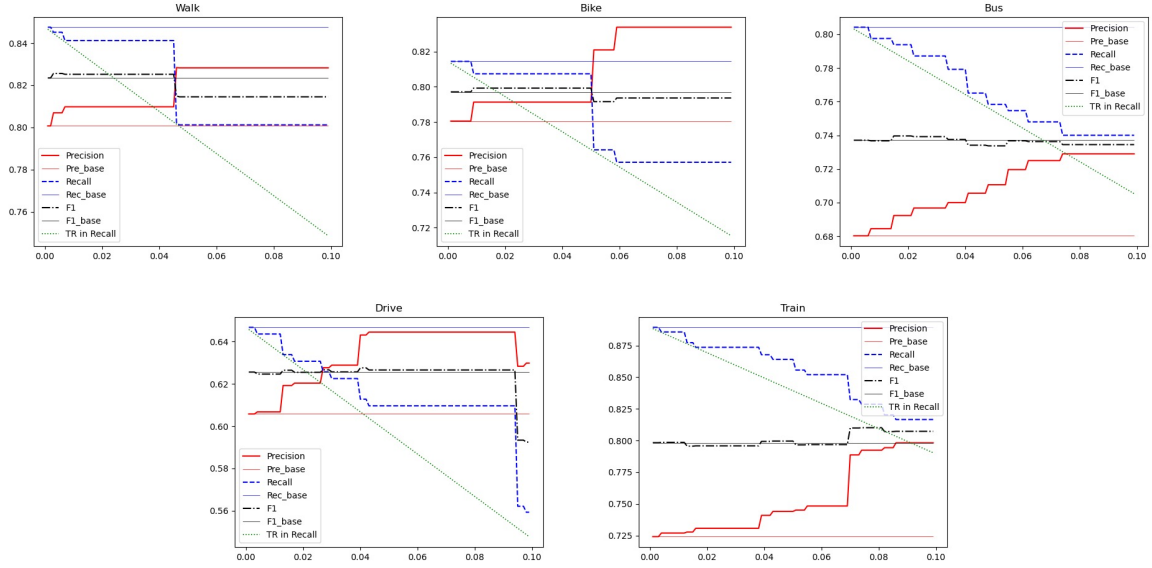 Walk
0.84
0.82
0.80
0.78
0.76
0.00 0.02 0.04 0.06 0.08 0.10
Precision
Pre_base
Recall
Rec_base
F1
F1_base
TR in Recall
Bike
0.82
0.80
0.78
0.76
0.74
0.72
0.00 0.02 0.04 0.06 0.08 0.10
Precision
Pre_base
Recall
Rec_base
F1
F1_base
TR in Recall
Bus
0.80
0.78
0.76
0.74
0.72
0.70
0.68
0.00 0.02 0.04 0.06 0.08 0.10
Precision
Pre_base
Recall
Rec_base
F1
F1_base
TR in Recall
Drive
0.64
0.62
0.60
0.58
0.56
0.00 0.02 0.04 0.06 0.08 0.10
Precision
Pre_base
Recall
Rec_base
F1
F1_base
TR in Recall
Train
0.875
0.850
0.825
0.800
0.775
0.750
0.725
0.00 0.02 0.04 0.06 0.08 0.10
Precision
Pre_base
Recall
Rec_base
F1
F1_base
TR in Recall